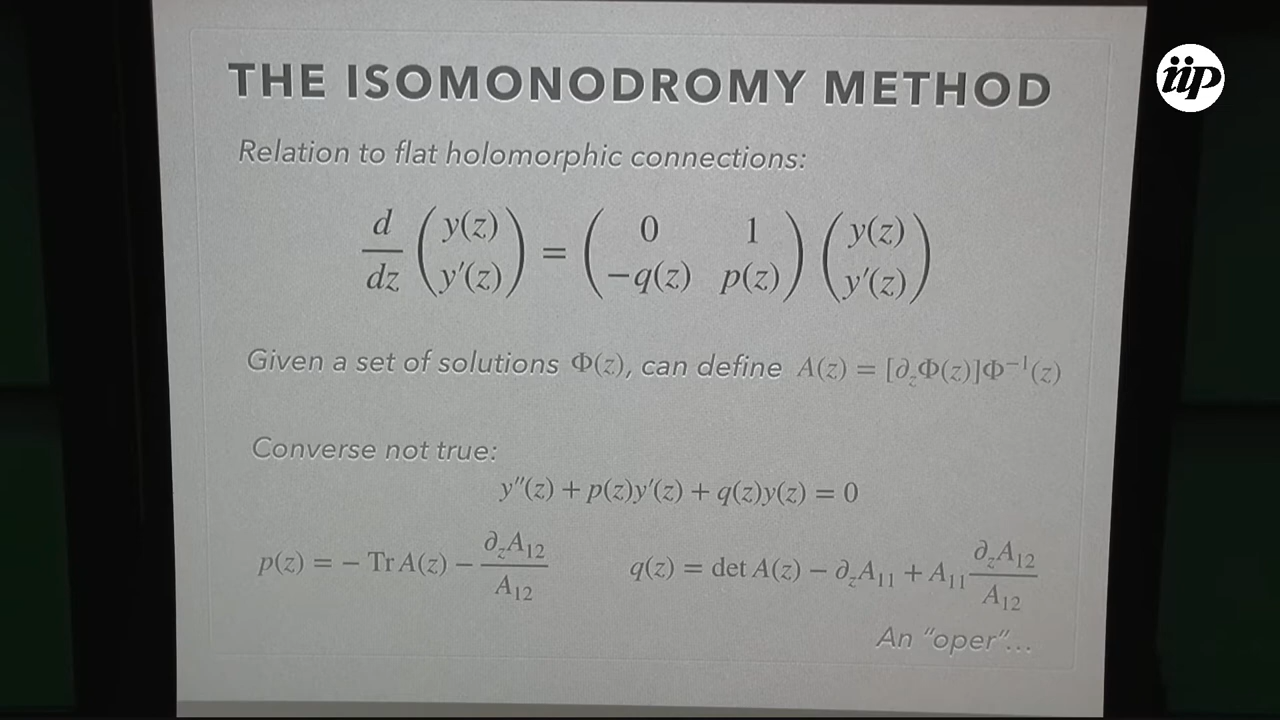 THE ISOMONODROMY METHOD
iip
Relation to flat holomorphic connections:
d/dz (y(z) y′(z)) = (0 1 −q(z) p(z)) (y(z) y′(z))
Given a set of solutions Φ(z), can define A(z) = [∂zΦ(z)]Φ⁻¹(z)
Converse not true:
y″(z) + p(z)y′(z) + q(z)y(z) = 0
p(z) = − Tr A(z) − ∂zA12/A12 q(z) = det A(z) − ∂zA11 + A11 ∂zA12/A12
An “oper”...